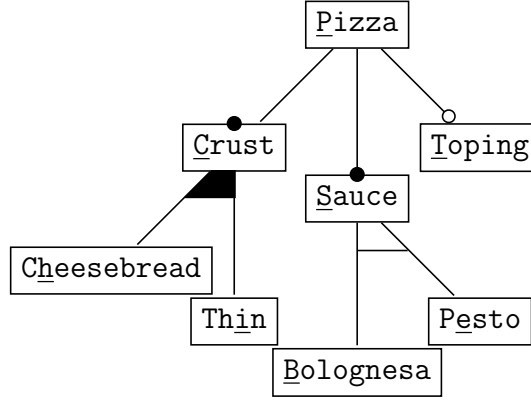 Pizza
Crust
Toping
Sauce
Cheesebread
Thin
Pesto
Bolognesa